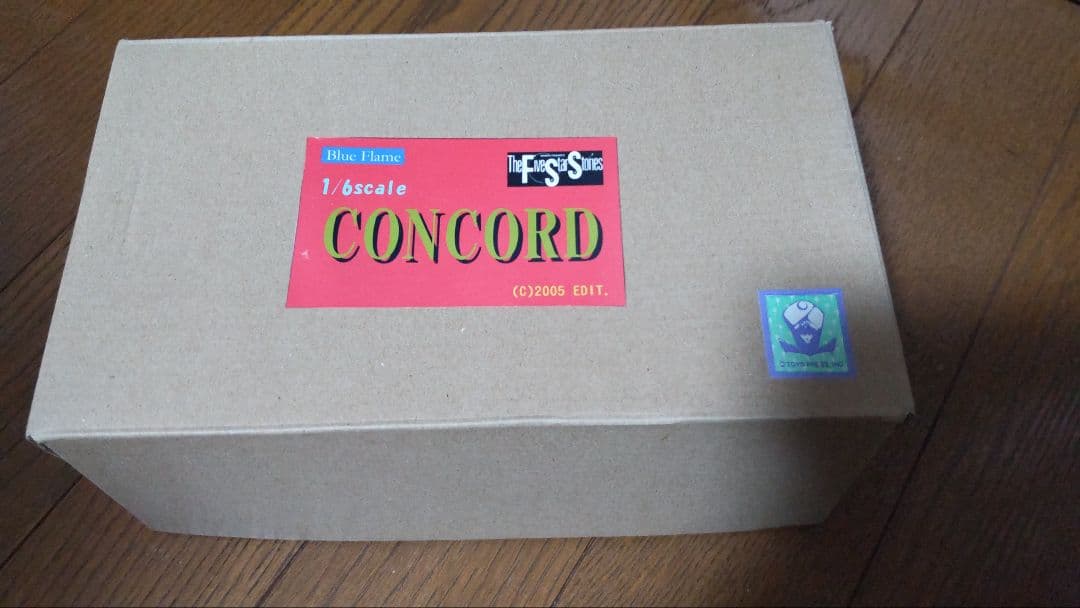 Blue Flame
The Five Star Stories
1/6scale
CONCORD
(C)2005 EDIT.